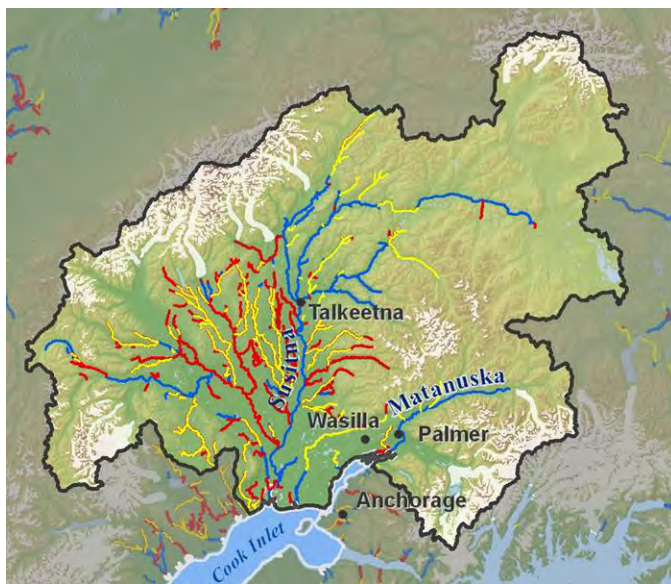 Talkeetna
Susitna
Matanuska
Wasilla
Palmer
Anchorage
Cook Inlet